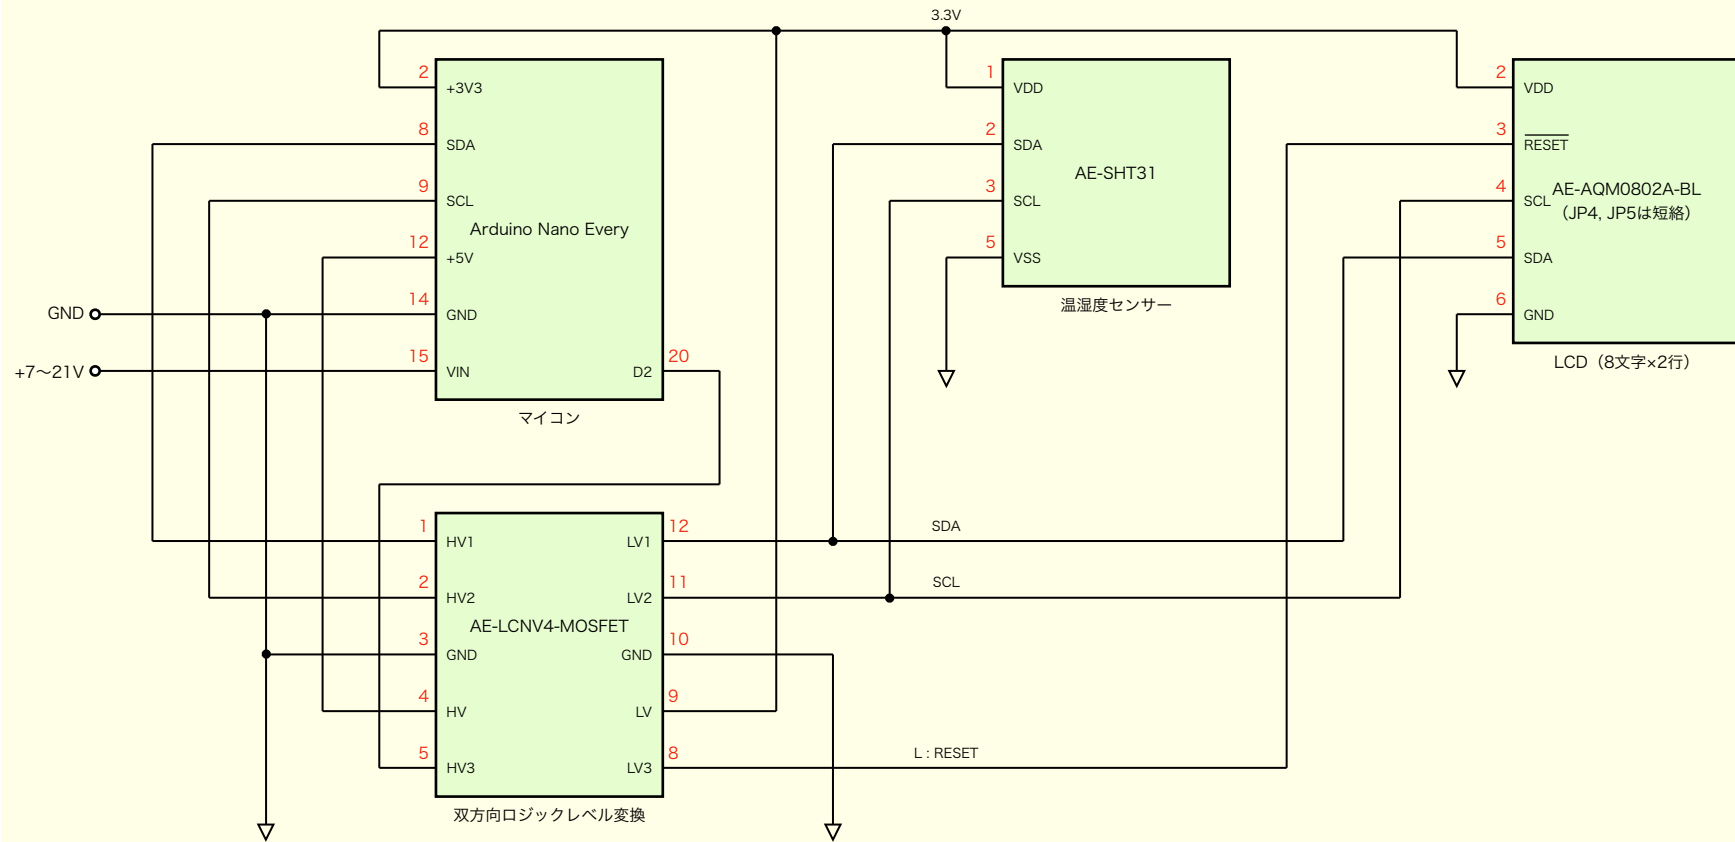 3.3V
2
+3V3
8
SDA
9
SCL
Arduino Nano Every
12
+5V
GND
14
GND
+7〜21V
15
VIN
D2
20
マイコン
1
VDD
2
SDA
AE-SHT31
3
SCL
5
VSS
温湿度センサー
2
VDD
3
RESET
4
SCL
AE-AQM0802A-BL
（JP4, JP5は短絡）
5
SDA
6
GND
LCD（8文字×2行）
1
HV1
LV1
12
SDA
2
HV2
LV2
11
SCL
AE-LCNV4-MOSFET
3
GND
GND
10
4
HV
LV
9
5
HV3
LV3
8
L : RESET
双方向ロジックレベル変換